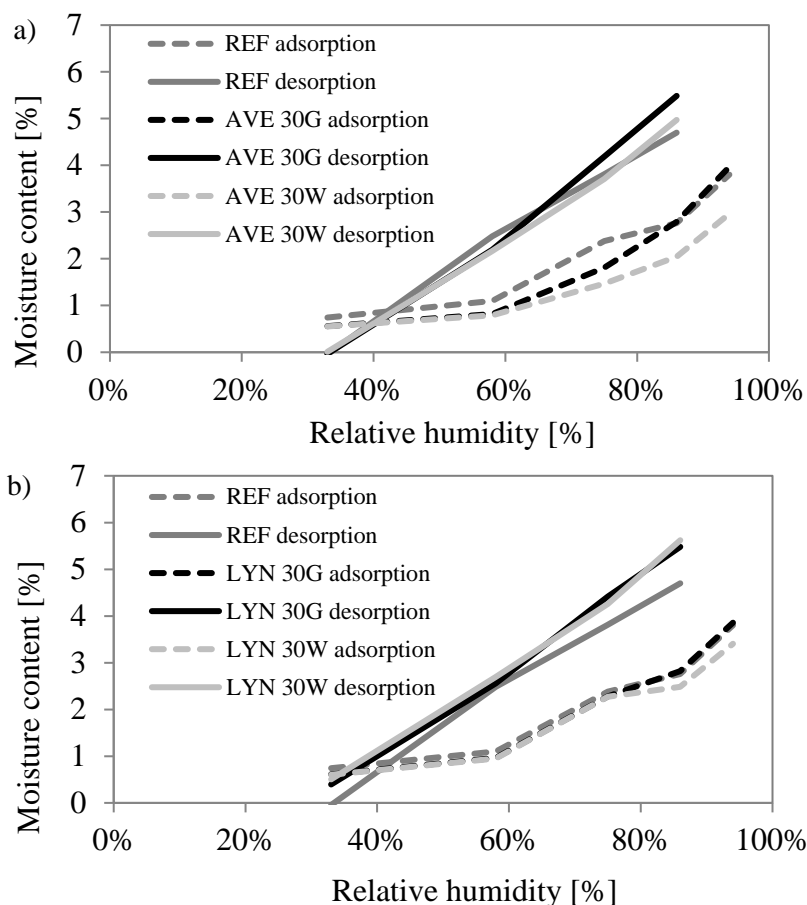 a)
Moisture content [%]
7
6
5
4
3
2
1
0
REF adsorption
REF desorption
AVE 30G adsorption
AVE 30G desorption
AVE 30W adsorption
AVE 30W desorption
0% 20% 40% 60% 80% 100%
Relative humidity [%]
b)
Moisture content [%]
7
6
5
4
3
2
1
0
REF adsorption
REF desorption
LYN 30G adsorption
LYN 30G desorption
LYN 30W adsorption
LYN 30W desorption
0% 20% 40% 60% 80% 100%
Relative humidity [%]